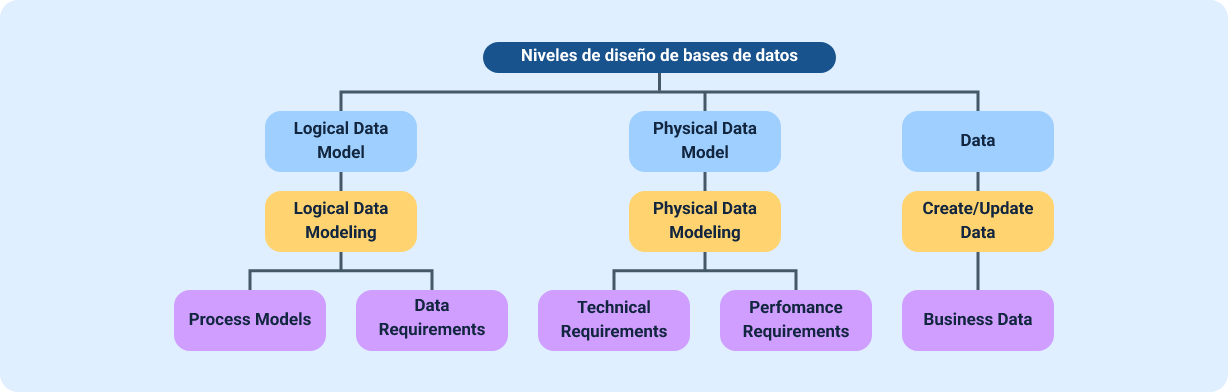 Niveles de diseño de bases de datos
Logical Data
Model
Physical Data
Model
Data
Logical Data
Modeling
Physical Data
Modeling
Create/Update
Data
Process Models
Data
Requirements
Technical
Requirements
Perfomance
Requirements
Business Data